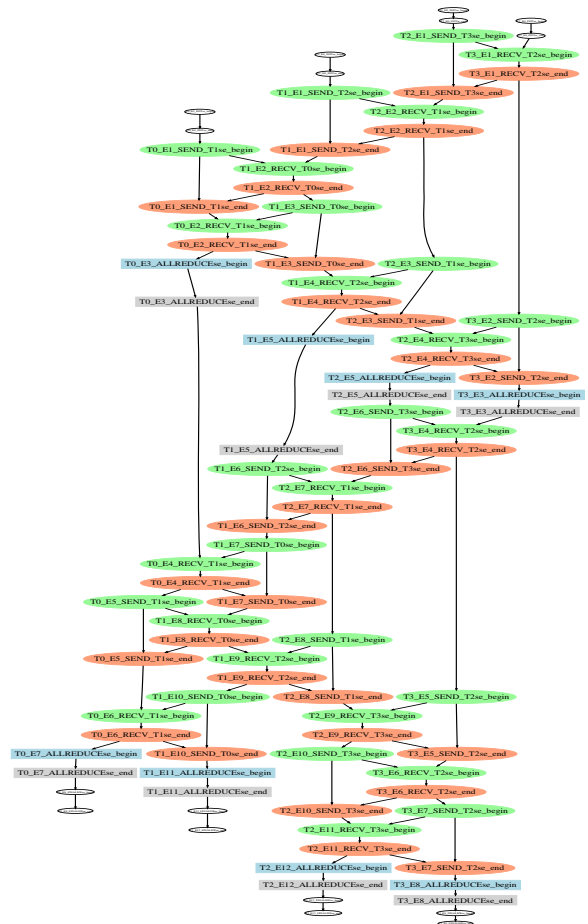 T2_E1_SEND_T3se_begin
T3_E1_RECV_T2se_begin
T3_E1_RECV_T2se_end
T1_E1_SEND_T2se_begin
T2_E1_SEND_T3se_end
T2_E2_RECV_T1se_begin
T2_E2_RECV_T1se_end
T0_E1_SEND_T1se_begin
T1_E1_SEND_T2se_end
T1_E2_RECV_T0se_begin
T1_E2_RECV_T0se_end
T0_E1_SEND_T1se_end
T1_E3_SEND_T0se_begin
T0_E2_RECV_T1se_begin
T0_E2_RECV_T1se_end
T0_E3_ALLREDUCEse_begin
T1_E3_SEND_T0se_end
T2_E3_SEND_T1se_begin
T1_E4_RECV_T2se_begin
T0_E3_ALLREDUCEse_end
T1_E4_RECV_T2se_end
T2_E3_SEND_T1se_end
T3_E2_SEND_T2se_begin
T1_E5_ALLREDUCEse_begin
T2_E4_RECV_T3se_begin
T2_E4_RECV_T3se_end
T2_E5_ALLREDUCEse_begin
T3_E2_SEND_T2se_end
T2_E5_ALLREDUCEse_end
T3_E3_ALLREDUCEse_begin
T2_E6_SEND_T3se_begin
T3_E3_ALLREDUCEse_end
T3_E4_RECV_T2se_begin
T1_E5_ALLREDUCEse_end
T3_E4_RECV_T2se_end
T1_E6_SEND_T2se_begin
T2_E6_SEND_T3se_end
T2_E7_RECV_T1se_begin
T2_E7_RECV_T1se_end
T1_E6_SEND_T2se_end
T1_E7_SEND_T0se_begin
T0_E4_RECV_T1se_begin
T0_E4_RECV_T1se_end
T0_E5_SEND_T1se_begin
T1_E7_SEND_T0se_end
T1_E8_RECV_T0se_begin
T1_E8_RECV_T0se_end
T2_E8_SEND_T1se_begin
T0_E5_SEND_T1se_end
T1_E9_RECV_T2se_begin
T1_E9_RECV_T2se_end
T1_E10_SEND_T0se_begin
T2_E8_SEND_T1se_end
T3_E5_SEND_T2se_begin
T0_E6_RECV_T1se_begin
T2_E9_RECV_T3se_begin
T0_E6_RECV_T1se_end
T2_E9_RECV_T3se_end
T0_E7_ALLREDUCEse_begin
T1_E10_SEND_T0se_end
T2_E10_SEND_T3se_begin
T3_E5_SEND_T2se_end
T0_E7_ALLREDUCEse_end
T1_E11_ALLREDUCEse_begin
T3_E6_RECV_T2se_begin
T1_E11_ALLREDUCEse_end
T3_E6_RECV_T2se_end
T2_E10_SEND_T3se_end
T3_E7_SEND_T2se_begin
T2_E11_RECV_T3se_begin
T2_E11_RECV_T3se_end
T2_E12_ALLREDUCEse_begin
T3_E7_SEND_T2se_end
T2_E12_ALLREDUCEse_end
T3_E8_ALLREDUCEse_begin
T3_E8_ALLREDUCEse_end